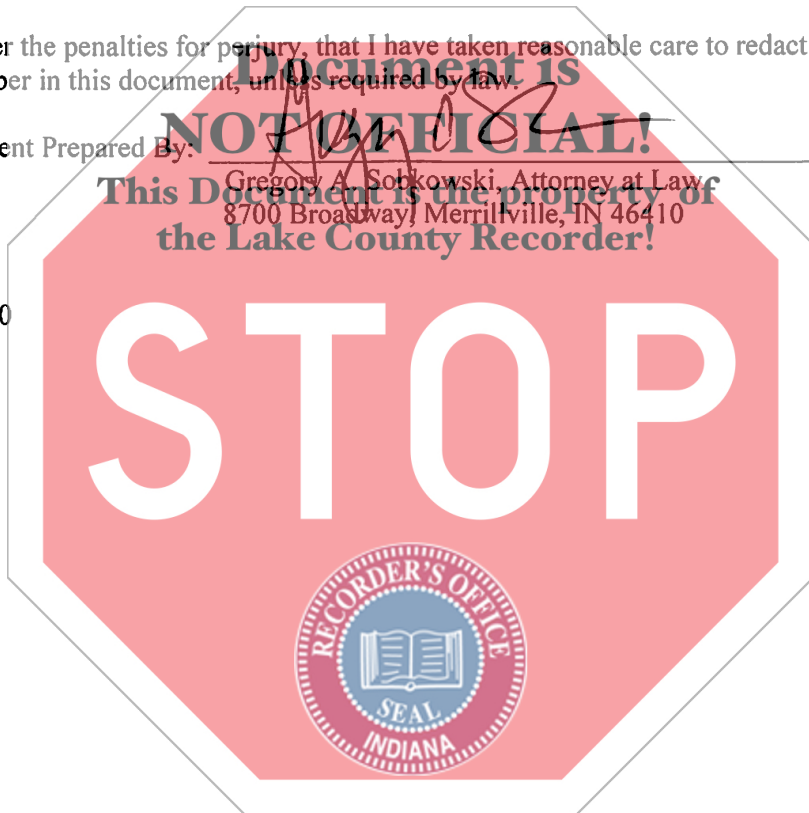 er the penalties for perjury, that I have taken reasonable care to redact
ber in this document, unless required by law.
Document is
ent Prepared By:
NOT OFFICIAL!
Gregory A. Sobkowski, Attorney at Law
This Document is the property of
8700 Broadway, Merrillville, IN 46410
the Lake County Recorder!
0
STOP
RECORDER'S OFFICE
SEAL
INDIANA